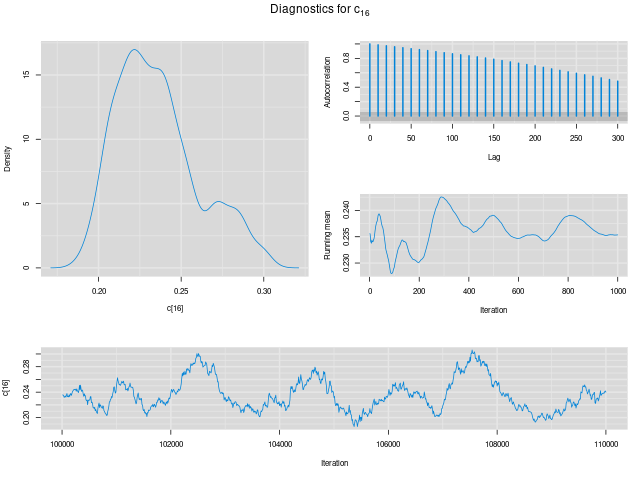 Diagnostics for c16
Density
15
10
5
0
0.20 0.25 0.30
c[16]
Autocorrelation
0.8
0.4
0.0
0 50 100 150 200 250 300
Lag
Running mean
0.240
0.235
0.230
0 200 400 600 800 1000
Iteration
c[16]
0.28
0.24
0.20
100000 102000 104000 106000 108000 110000
Iteration